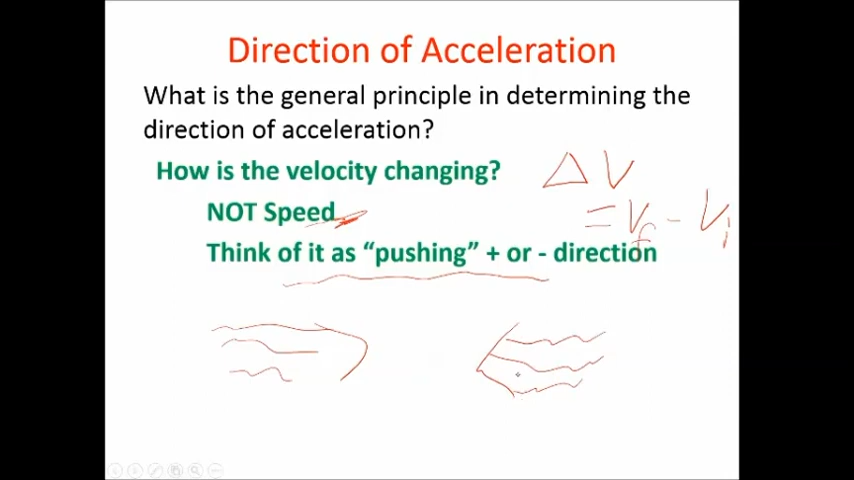 Direction of Acceleration
What is the general principle in determining the
direction of acceleration?
How is the velocity changing?
Δ V
NOT Speed
= Vf - Vi
Think of it as “pushing” + or - direction